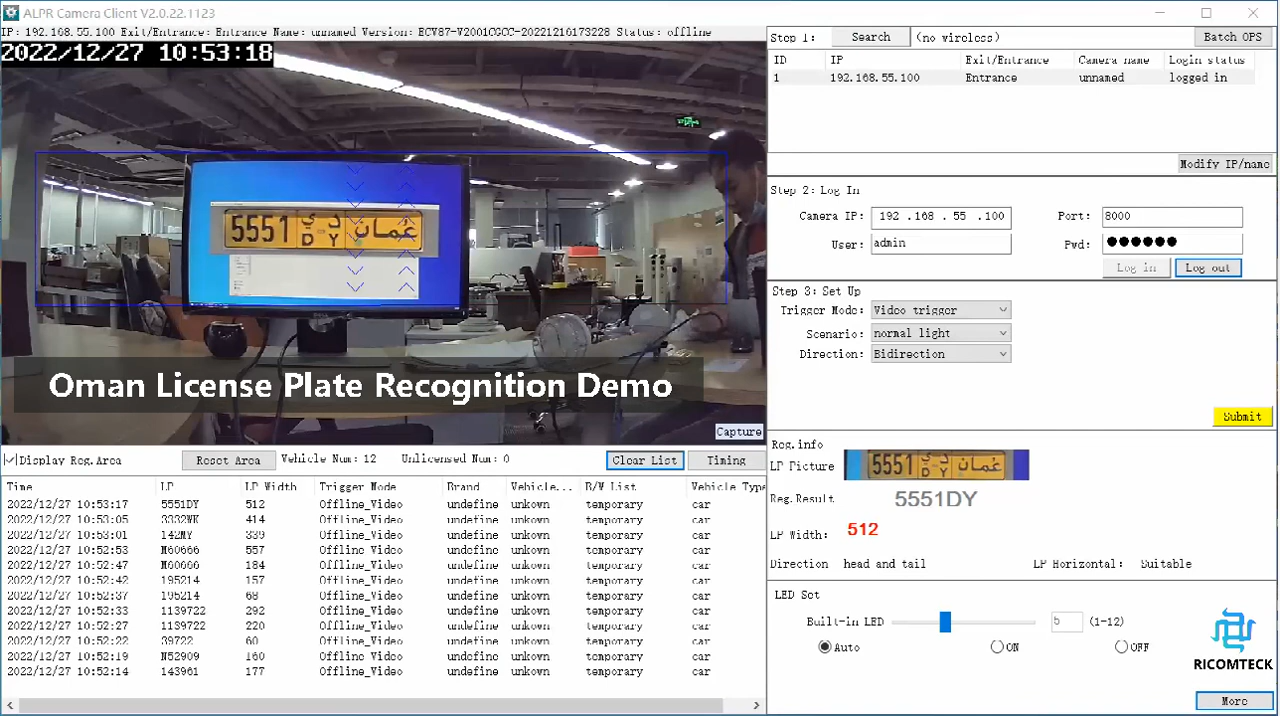 ALPR Camera Client V2.0.22.1123
IP: 192.168.55.100 Exit/Entrance: Entrance Name: unnamed Version: ECV87-V2001CGCC-20221216173228 Status: offline
2022/12/27 10:53:18
5551 د ي عُمان
D Y
Oman License Plate Recognition Demo
Capture
Display Reg.Area Reset Area Vehicle Num: 12 Unlicensed Num: 0 Clear List Timing
Time LP LP Width Trigger Mode Brand Vehicle... B/W List Vehicle Type
2022/12/27 10:53:17 5551DY 512 Offline_Video undefine unkown temporary car
2022/12/27 10:53:05 3332WK 414 Offline_Video undefine unkown temporary car
2022/12/27 10:53:01 142MY 339 Offline_Video undefine unkown temporary car
2022/12/27 10:52:53 M60666 557 Offline_Video undefine unkown temporary car
2022/12/27 10:52:47 M60666 184 Offline_Video undefine unkown temporary car
2022/12/27 10:52:42 195214 157 Offline_Video undefine unkown temporary car
2022/12/27 10:52:37 195214 68 Offline_Video undefine unkown temporary car
2022/12/27 10:52:33 1139722 292 Offline_Video undefine unkown temporary car
2022/12/27 10:52:27 1139722 220 Offline_Video undefine unkown temporary car
2022/12/27 10:52:22 39722 60 Offline_Video undefine unkown temporary car
2022/12/27 10:52:19 N52909 160 Offline_Video undefine unkown temporary car
2022/12/27 10:52:14 143961 177 Offline_Video undefine unkown temporary car
Step 1: Search (no wireless) Batch OPS
ID IP Exit/Entrance Camera name Login status
1 192.168.55.100 Entrance unnamed logged in
Modify IP/name
Step 2: Log In
Camera IP: 192 .168 . 55 .100 Port: 8000
User: admin Pwd: ●●●●●●
Log in Log out
Step 3: Set Up
Trigger Mode: Video trigger
Scenario: normal light
Direction: Bidirection
Submit
Reg.info
LP Picture 5551 د ي عُمان
D Y
Reg.Result 5551DY
LP Width: 512
Direction head and tail LP Horizontal: Suitable
LED Set
Built-in LED 5 (1-12)
Auto ON OFF
RICOMTECK
More